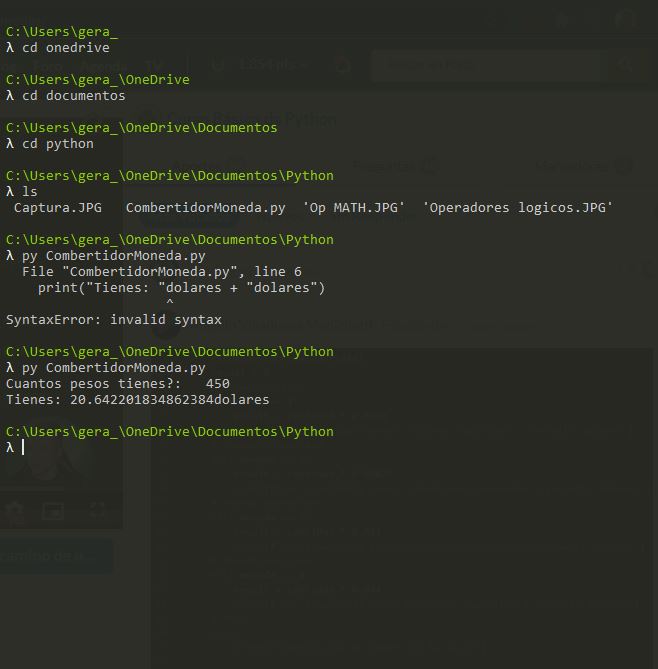 C:\Users\gera_
λ cd onedrive
C:\Users\gera_\OneDrive
λ cd documentos
C:\Users\gera_\OneDrive\Documentos
λ cd python
C:\Users\gera_\OneDrive\Documentos\Python
λ ls
Captura.JPG   CombertidorMoneda.py  'Op MATH.JPG'  'Operadores logicos.JPG'
C:\Users\gera_\OneDrive\Documentos\Python
λ py CombertidorMoneda.py
File "CombertidorMoneda.py", line 6
print("Tienes: "dolares + "dolares")
^
SyntaxError: invalid syntax
C:\Users\gera_\OneDrive\Documentos\Python
λ py CombertidorMoneda.py
Cuantos pesos tienes?:   450
Tienes: 20.642201834862384dolares
C:\Users\gera_\OneDrive\Documentos\Python
λ